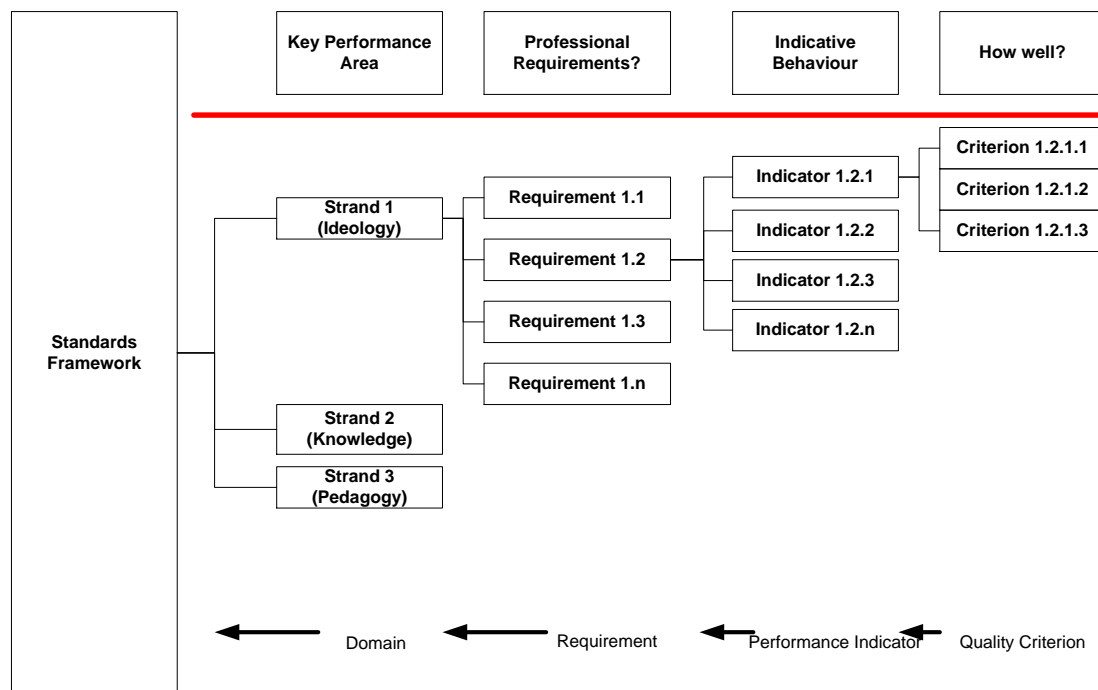 Key Performance
Area
Professional
Requirements?
Indicative
Behaviour
How well?
Standards
Framework
Strand 1
(Ideology)
Strand 2
(Knowledge)
Strand 3
(Pedagogy)
Requirement 1.1
Requirement 1.2
Requirement 1.3
Requirement 1.n
Indicator 1.2.1
Indicator 1.2.2
Indicator 1.2.3
Indicator 1.2.n
Criterion 1.2.1.1
Criterion 1.2.1.2
Criterion 1.2.1.3
Domain
Requirement
Performance Indicator
Quality Criterion